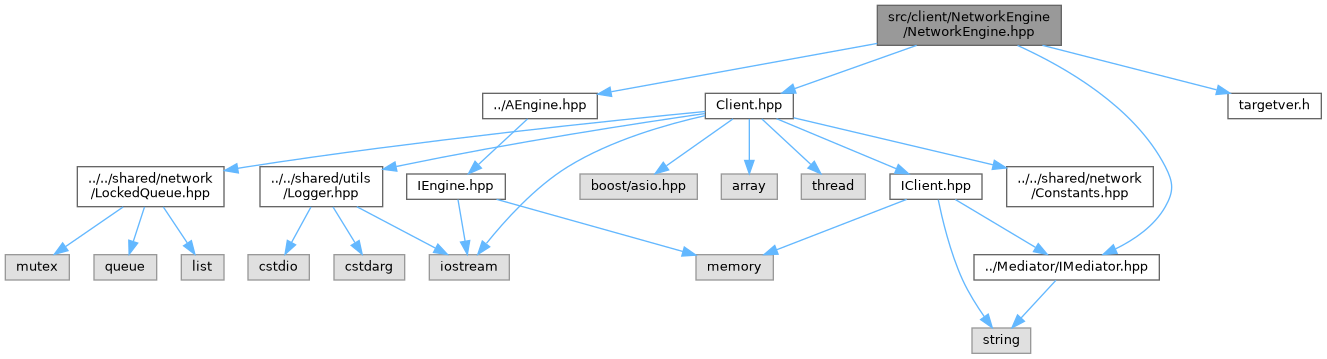 src/client/NetworkEngine
/NetworkEngine.hpp
../AEngine.hpp
Client.hpp
targetver.h
../../shared/network
/LockedQueue.hpp
../../shared/utils
/Logger.hpp
IEngine.hpp
boost/asio.hpp
array
thread
IClient.hpp
../../shared/network
/Constants.hpp
mutex
queue
list
cstdio
cstdarg
iostream
memory
../Mediator/IMediator.hpp
string